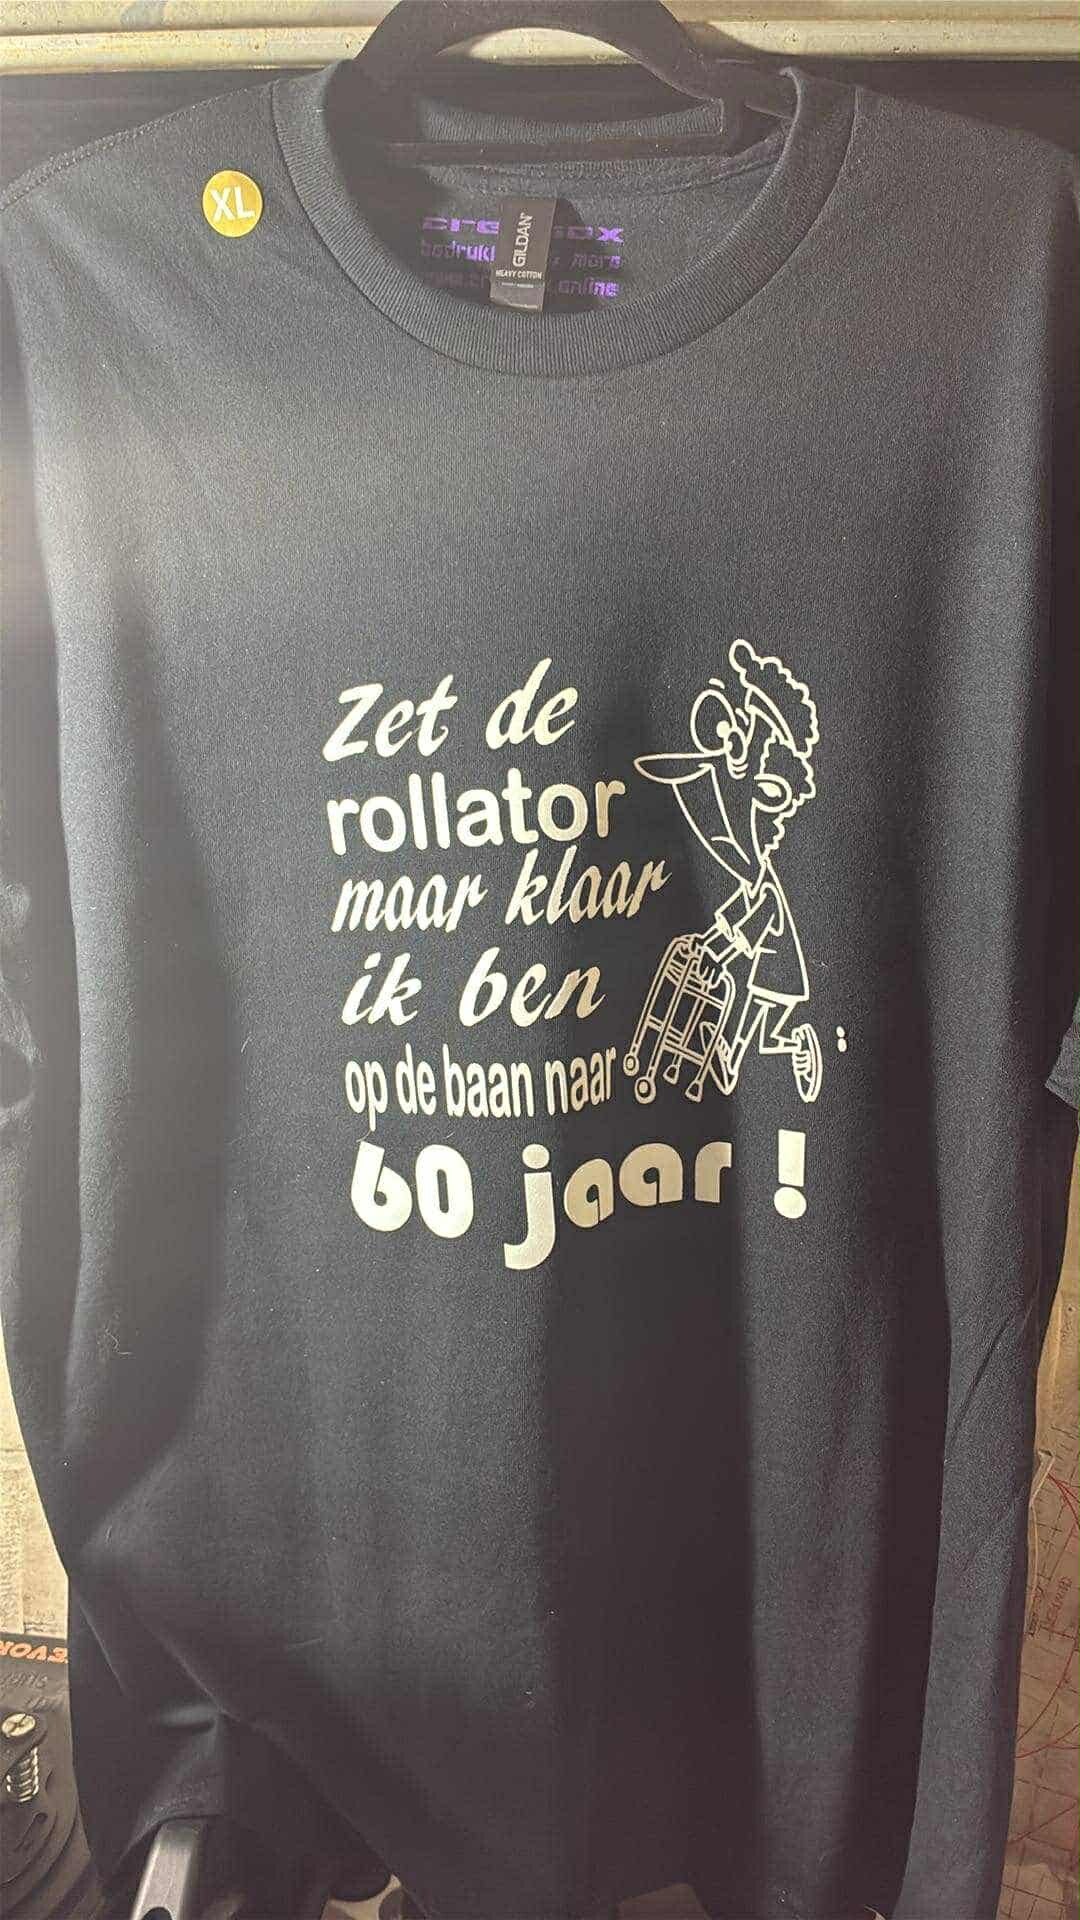 XL
GILDAN
HEAVY COTTON
Zet de
rollator
maar klaar
ik ben
op de baan naar
60 jaar !